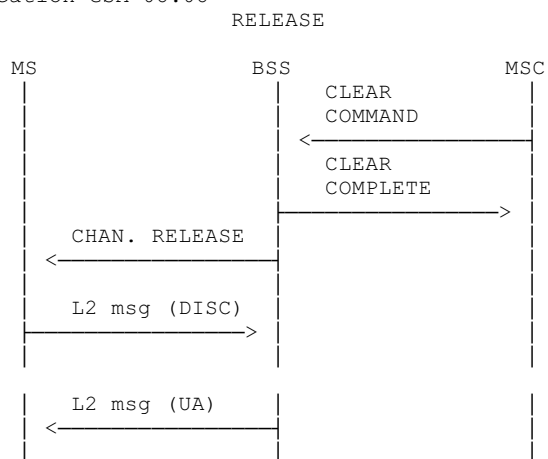 RELEASE
MS BSS MSC
CLEAR
COMMAND
CLEAR
COMPLETE
CHAN. RELEASE
L2 msg (DISC)
L2 msg (UA)